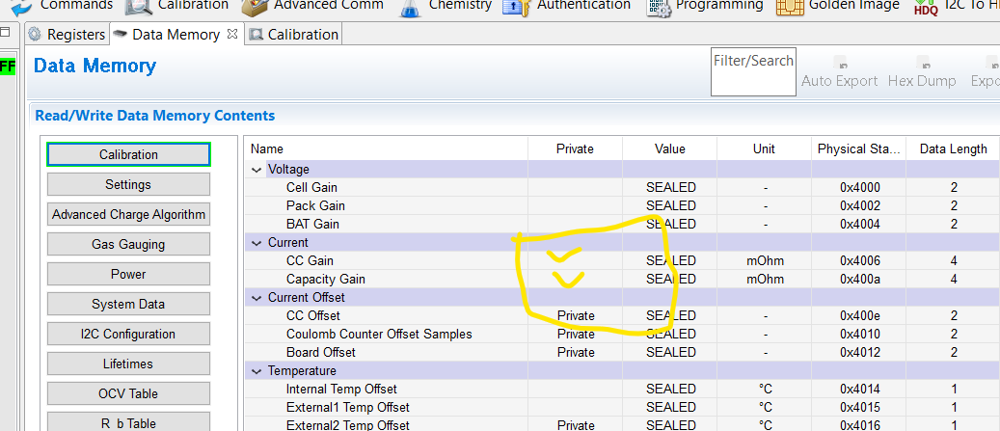 Commands Calibration Advanced Comm Chemistry Authentication Programming Golden Image HDQ I2C To H
Registers Data Memory Calibration
FF
Data Memory
Filter/Search
Auto Export Hex Dump Expo
Read/Write Data Memory Contents
Calibration
Settings
Advanced Charge Algorithm
Gas Gauging
Power
System Data
I2C Configuration
Lifetimes
OCV Table
R_b Table
Name Private Value Unit Physical Sta... Data Length
Voltage
Cell Gain SEALED - 0x4000 2
Pack Gain SEALED - 0x4002 2
BAT Gain SEALED - 0x4004 2
Current
CC Gain SEALED mOhm 0x4006 4
Capacity Gain SEALED mOhm 0x400a 4
Current Offset
CC Offset Private SEALED - 0x400e 2
Coulomb Counter Offset Samples Private SEALED - 0x4010 2
Board Offset Private SEALED - 0x4012 2
Temperature
Internal Temp Offset SEALED °C 0x4014 1
External1 Temp Offset SEALED °C 0x4015 1
External2 Temp Offset Private SEALED °C 0x4016 1